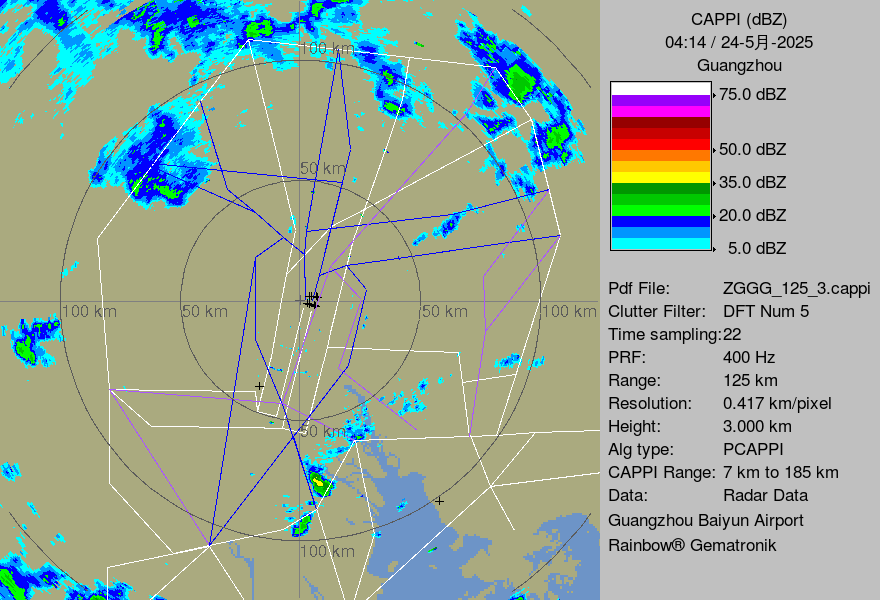 CAPPI (dBZ)
04:14 / 24-5月-2025
Guangzhou
75.0 dBZ
50.0 dBZ
35.0 dBZ
20.0 dBZ
5.0 dBZ
Pdf File: ZGGG_125_3.cappi
Clutter Filter: DFT Num 5
Time sampling:22
PRF: 400 Hz
Range: 125 km
Resolution: 0.417 km/pixel
Height: 3.000 km
Alg type: PCAPPI
CAPPI Range: 7 km to 185 km
Data: Radar Data
Guangzhou Baiyun Airport
Rainbow® Gematronik
100 km
50 km
100 km
50 km
50 km
100 km
50 km
100 km